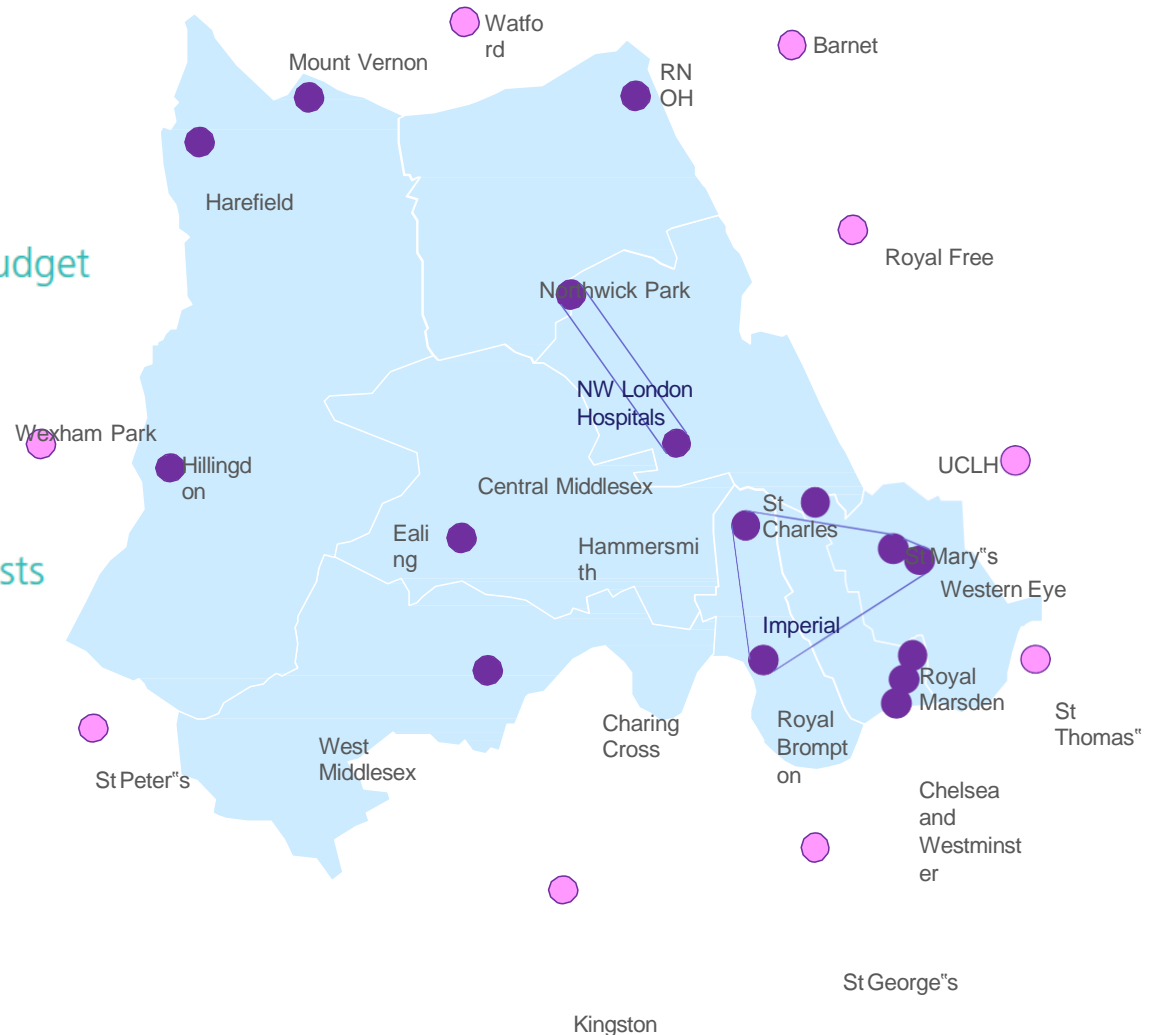 Watfo
rd
Barnet
Mount Vernon
RN
OH
Harefield
udget
Royal Free
Northwick Park
NW London
Hospitals
Wexham Park
Hillingd
on
UCLH
Central Middlesex
St
Charles
Eali
ng
Hammersmi
th
St Mary‟s
sts
Western Eye
Imperial
Royal
Marsden
St
Thomas‟
Charing
Cross
Royal
Brompt
on
West
Middlesex
St Peter‟s
Chelsea
and
Westminst
er
St George‟s
Kingston